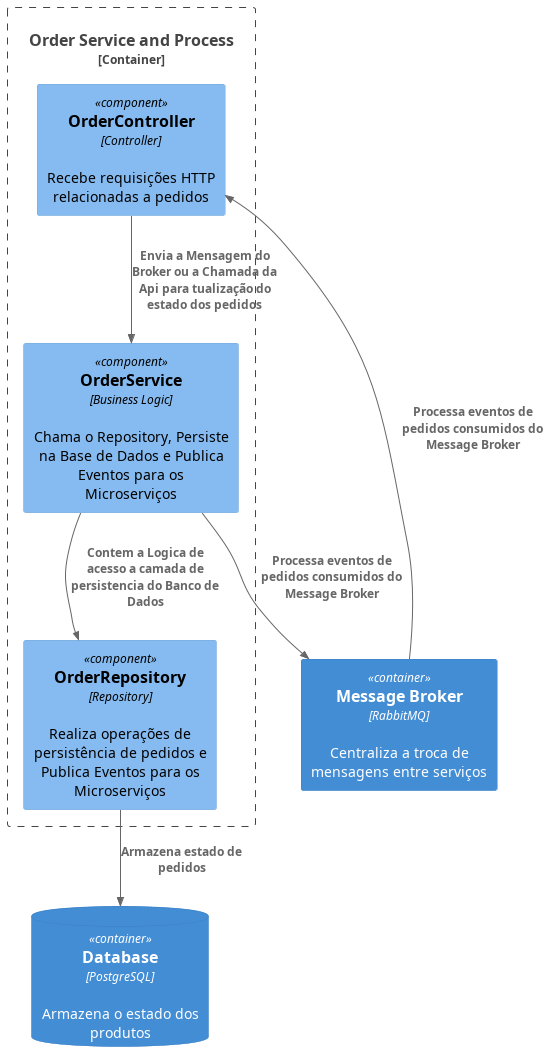 Order Service and Process
[Container]
«component»
OrderController
[Controller]
Recebe requisições HTTP
relacionadas a pedidos
Envia a Mensagem do
Broker ou a Chamada da
Api para tualização do
estado dos pedidos
«component»
OrderService
[Business Logic]
Chama o Repository, Persiste
na Base de Dados e Publica
Eventos para os
Microserviços
Processa eventos de
pedidos consumidos do
Message Broker
Contem a Logica de
acesso a camada de
persistencia do Banco de
Dados
Processa eventos de
pedidos consumidos do
Message Broker
«component»
OrderRepository
[Repository]
Realiza operações de
persistência de pedidos e
Publica Eventos para os
Microserviços
«container»
Message Broker
[RabbitMQ]
Centraliza a troca de
mensagens entre serviços
Armazena estado de
pedidos
«container»
Database
[PostgreSQL]
Armazena o estado dos
produtos